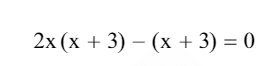 2x (x + 3) − (x + 3) = 0